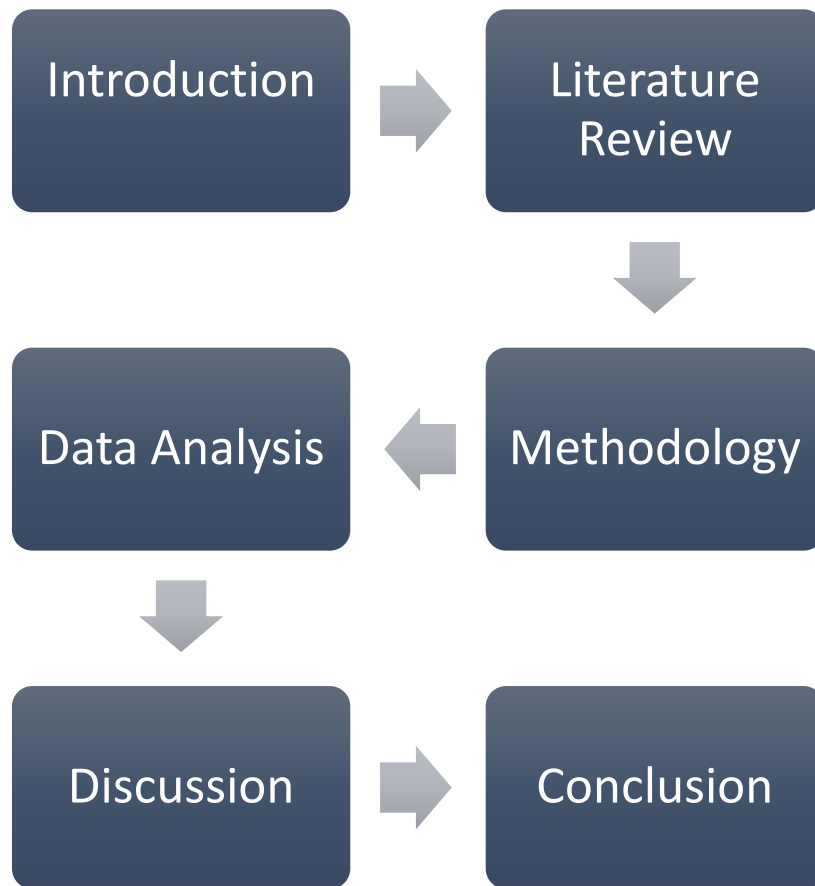 Introduction
Literature
Review
Methodology
Data Analysis
Discussion
Conclusion